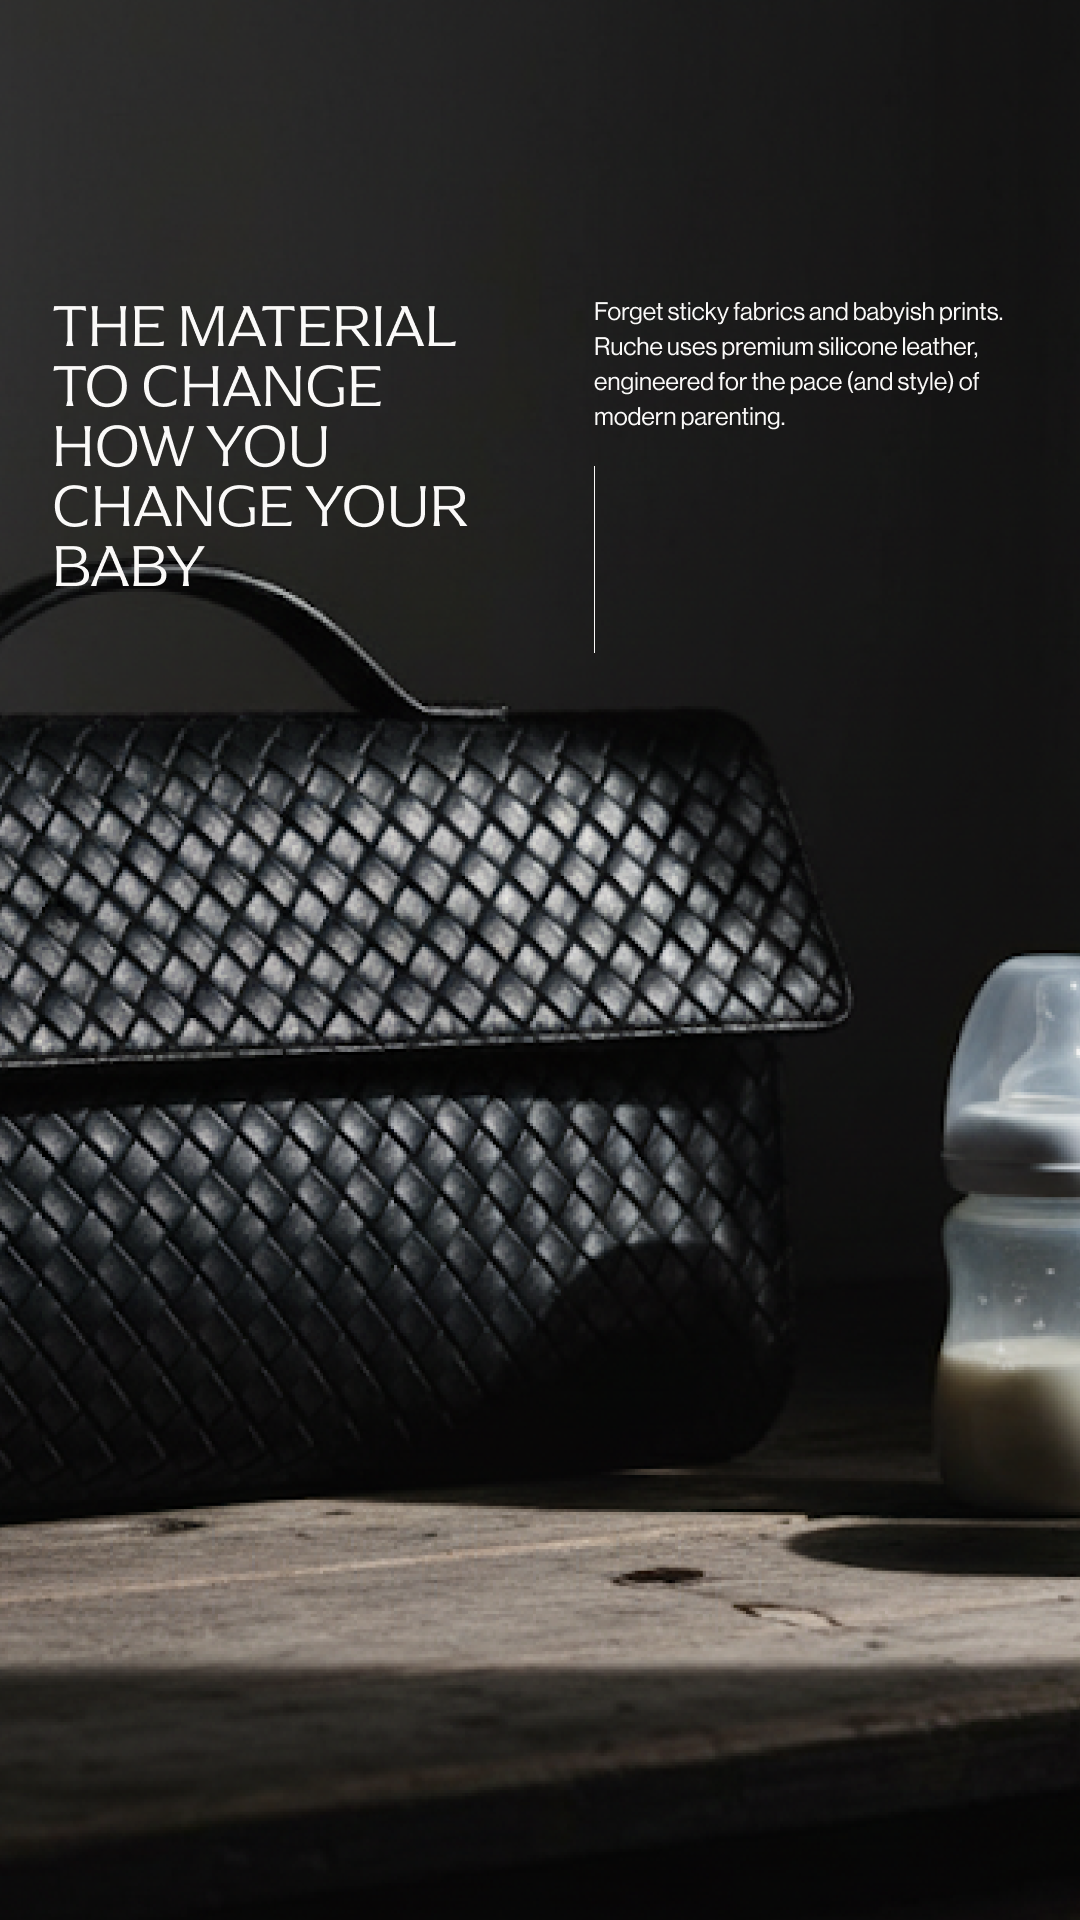 THE MATERIAL
TO CHANGE
HOW YOU
CHANGE YOUR
BABY
Forget sticky fabrics and babyish prints.
Ruche uses premium silicone leather,
engineered for the pace (and style) of
modern parenting.